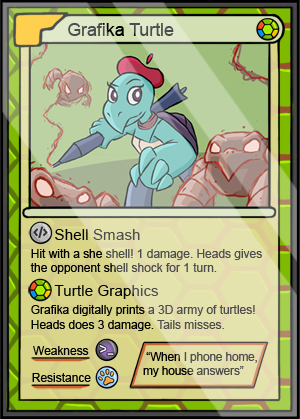 Grafika Turtle
Shell Smash
Hit with a she shell! 1 damage. Heads gives
the opponent shell shock for 1 turn.
Turtle Graphics
Grafika digitally prints a 3D army of turtles!
Heads does 3 damage. Tails misses.
Weakness
Resistance
“When I phone home,
my house answers”